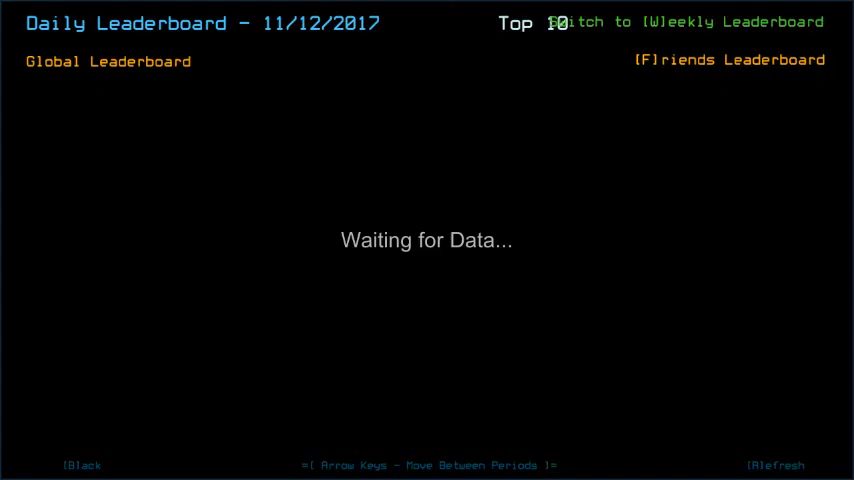 Daily Leaderboard - 11/12/2017
Top 10
Switch to [W]eekly Leaderboard
Global Leaderboard
[F]riends Leaderboard
Waiting for Data...
[B]ack
=[ Arrow Keys - Move Between Periods ]=
[R]efresh